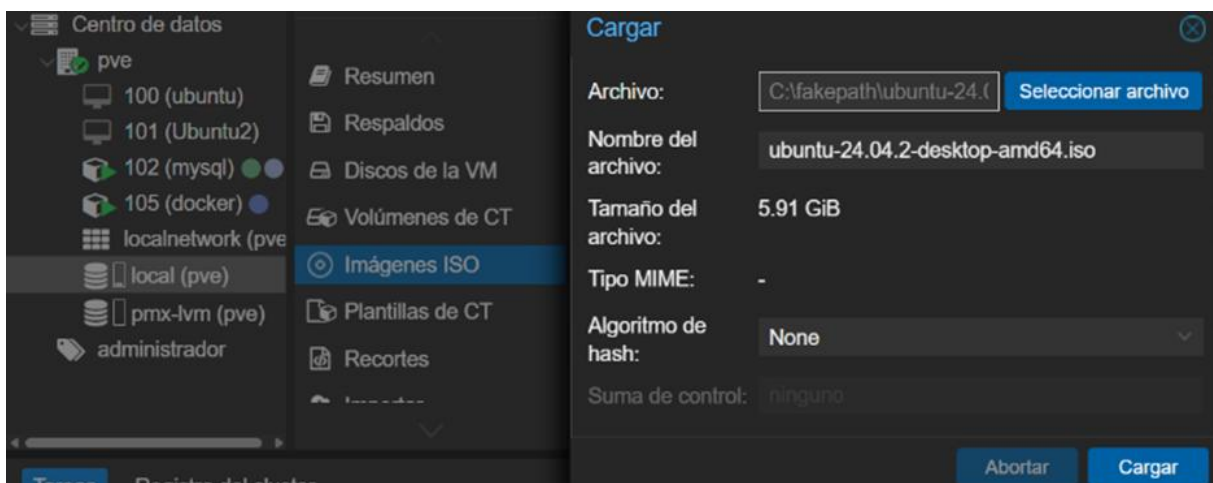 Centro de datos
pve
100 (ubuntu)
101 (Ubuntu2)
102 (mysql)
105 (docker)
localnetwork (pve
local (pve)
pmx-lvm (pve)
administrador
Resumen
Respaldos
Discos de la VM
Volúmenes de CT
Imágenes ISO
Plantillas de CT
Recortes
Cargar
Archivo:
C:\fakepath\ubuntu-24.(
Seleccionar archivo
Nombre del
archivo:
ubuntu-24.04.2-desktop-amd64.iso
Tamaño del
archivo:
5.91 GiB
Tipo MIME:
-
Algoritmo de
hash:
None
Suma de control:
ninguno
Abortar
Cargar